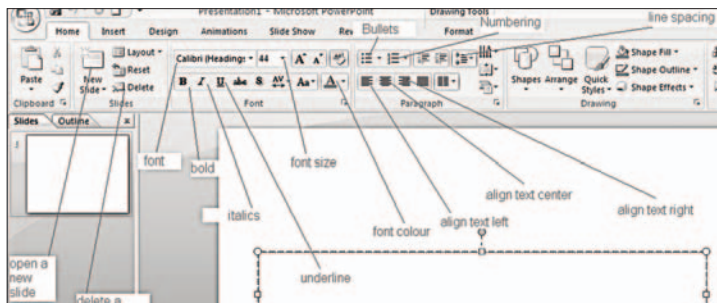 Presentation1 - Microsoft PowerPoint
Drawing Tools
Home Insert Design Animations Slide Show Format
Bullets
Numbering
line spacing
Paste
New Slide
Layout
Reset
Delete
Calibri (Headings 44
B I U abc S AV Aa A
Shapes Arrange Quick Styles
Shape Fill
Shape Outline
Shape Effects
Clipboard Slides Font Paragraph Drawing
Slides Outline x
font
bold
font size
italics
font colour
align text left
align text center
align text right
underline
open a
new
slide
delete a